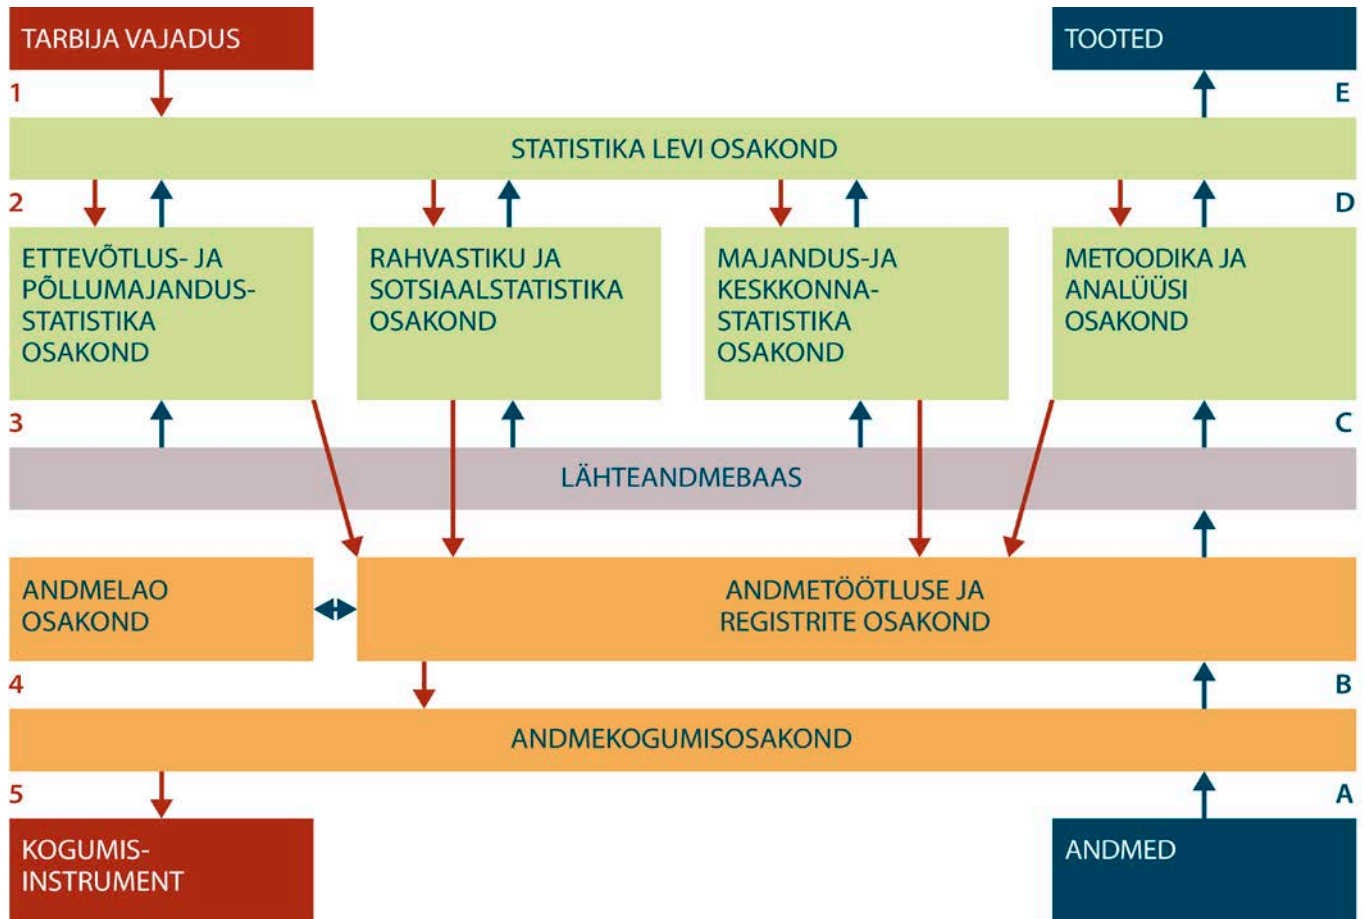 TARBIJA VAJADUS
TOOTED
1
E
STATISTIKA LEVI OSAKOND
2
D
ETTEVÕTLUS- JA
PÕLLUMAJANDUS-
STATISTIKA
OSAKOND
RAHVASTIKU JA
SOTSIAALSTATISTIKA
OSAKOND
MAJANDUS-JA
KESKKONNA-
STATISTIKA
OSAKOND
METOODIKA JA
ANALÜÜSI
OSAKOND
3
C
LÄHTEANDMEBAAS
ANDMELAO
OSAKOND
ANDMETÖÖTLUSE JA
REGISTRITE OSAKOND
4
B
ANDMEKOGUMISOSAKOND
5
A
KOGUMIS-
INSTRUMENT
ANDMED